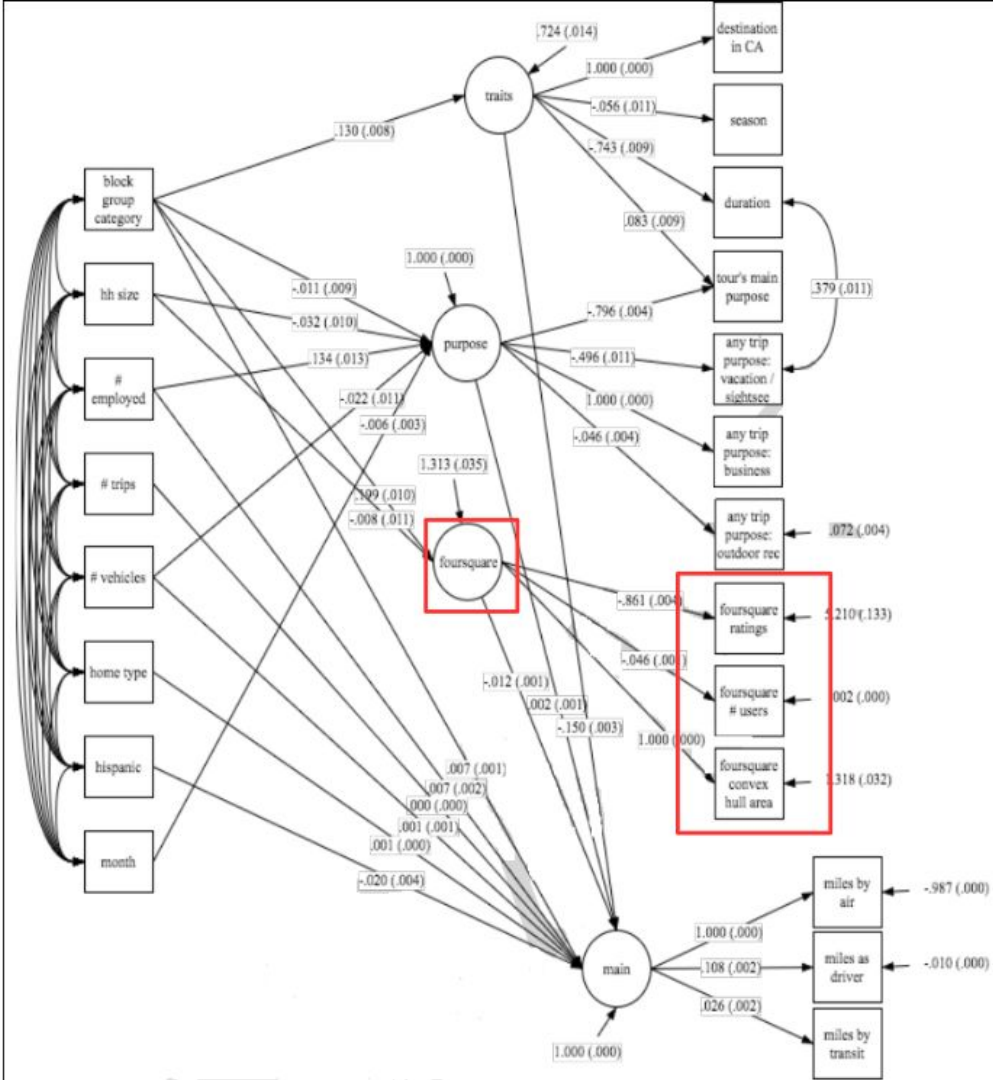 .724 (.014)
destination
in CA
1.000 (.000)
traits
-.056 (.011)
season
.130 (.008)
-.743 (.009)
block
group
category
duration
.083 (.009)
1.000 (.000)
tour's main
purpose
hh size
-.011 (.009)
.379 (.011)
-.796 (.004)
-.032 (.010)
purpose
any trip
purpose:
vacation /
sightsee
.134 (.013)
-.496 (.011)
#
employed
-.022 (.011)
1.000 (.000)
-.006 (.003)
-.046 (.004)
any trip
purpose:
business
1.313 (.035)
# trips
.199 (.010)
-.008 (.011)
any trip
purpose:
outdoor rec
.072 (.004)
foursquare
# vehicles
-.861 (.004)
foursquare
ratings
(.133)
-.046
home type
-.012 (.001)
foursquare
# users
002 (.000)
.002 (.001)
-.150 (.003)
1.000 (.000)
hispanic
.007 (.001)
foursquare
convex
hull area
.318 (.032)
.007 (.002)
.000 (.000)
.001 (.001)
.001 (.000)
month
-.020 (.004)
miles by
air
-.987 (.000)
1.000 (.000)
main
.108 (.002)
miles as
driver
-.010 (.000)
.026 (.002)
miles by
transit
1.000 (.000)